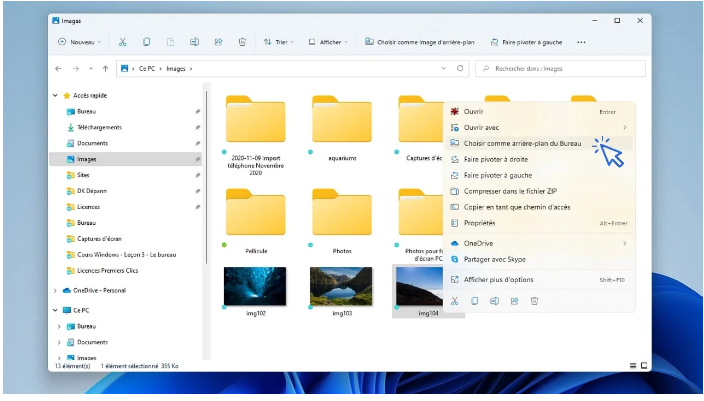 Images
Nouveau
Trier
Afficher
Choisir comme image d'arrière-plan
Faire pivoter à gauche
Ce PC
Images
Rechercher dans : Images
Accès rapide
Bureau
Téléchargements
Documents
Images
Sites
DK Dépann
Licences
Bureau
Captures d'écran
Cours Windows - Leçon 3 - Le bureau
Licences Premiers Clics
OneDrive - Personal
Ce PC
Bureau
Documents
Images
2020-11-09 Import
téléphone Novembre
2020
aquariums
Captures d'éc
Pellicule
Photos
Photos pour fo
d'écran PC
img102
img103
img104
Ouvrir Entrer
Ouvrir avec
Choisir comme arrière-plan du Bureau
Faire pivoter à droite
Faire pivoter à gauche
Compresser dans le fichier ZIP
Copier en tant que chemin d'accès
Propriétés Alt+Entrer
OneDrive
Partager avec Skype
Afficher plus d'options Shift+F10
13 élément(s) 1 élément sélectionné 355 Ko